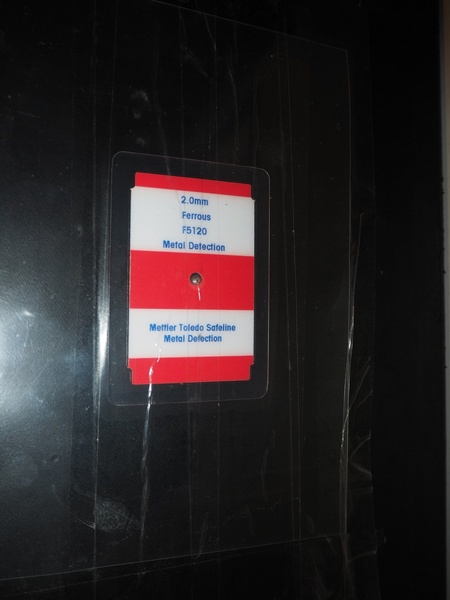 2.0mm
Ferrous
F5120
Metal Detection
Mettler Toledo Safeline
Metal Detection